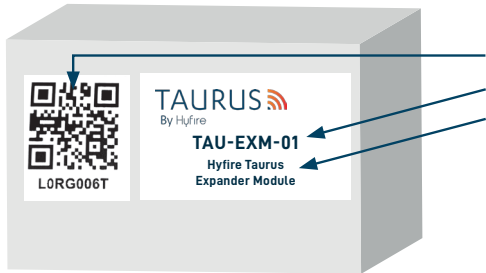 L0RG006T
TAURUS
By Hyfire
TAU-EXM-01
Hyfire Taurus
Expander Module